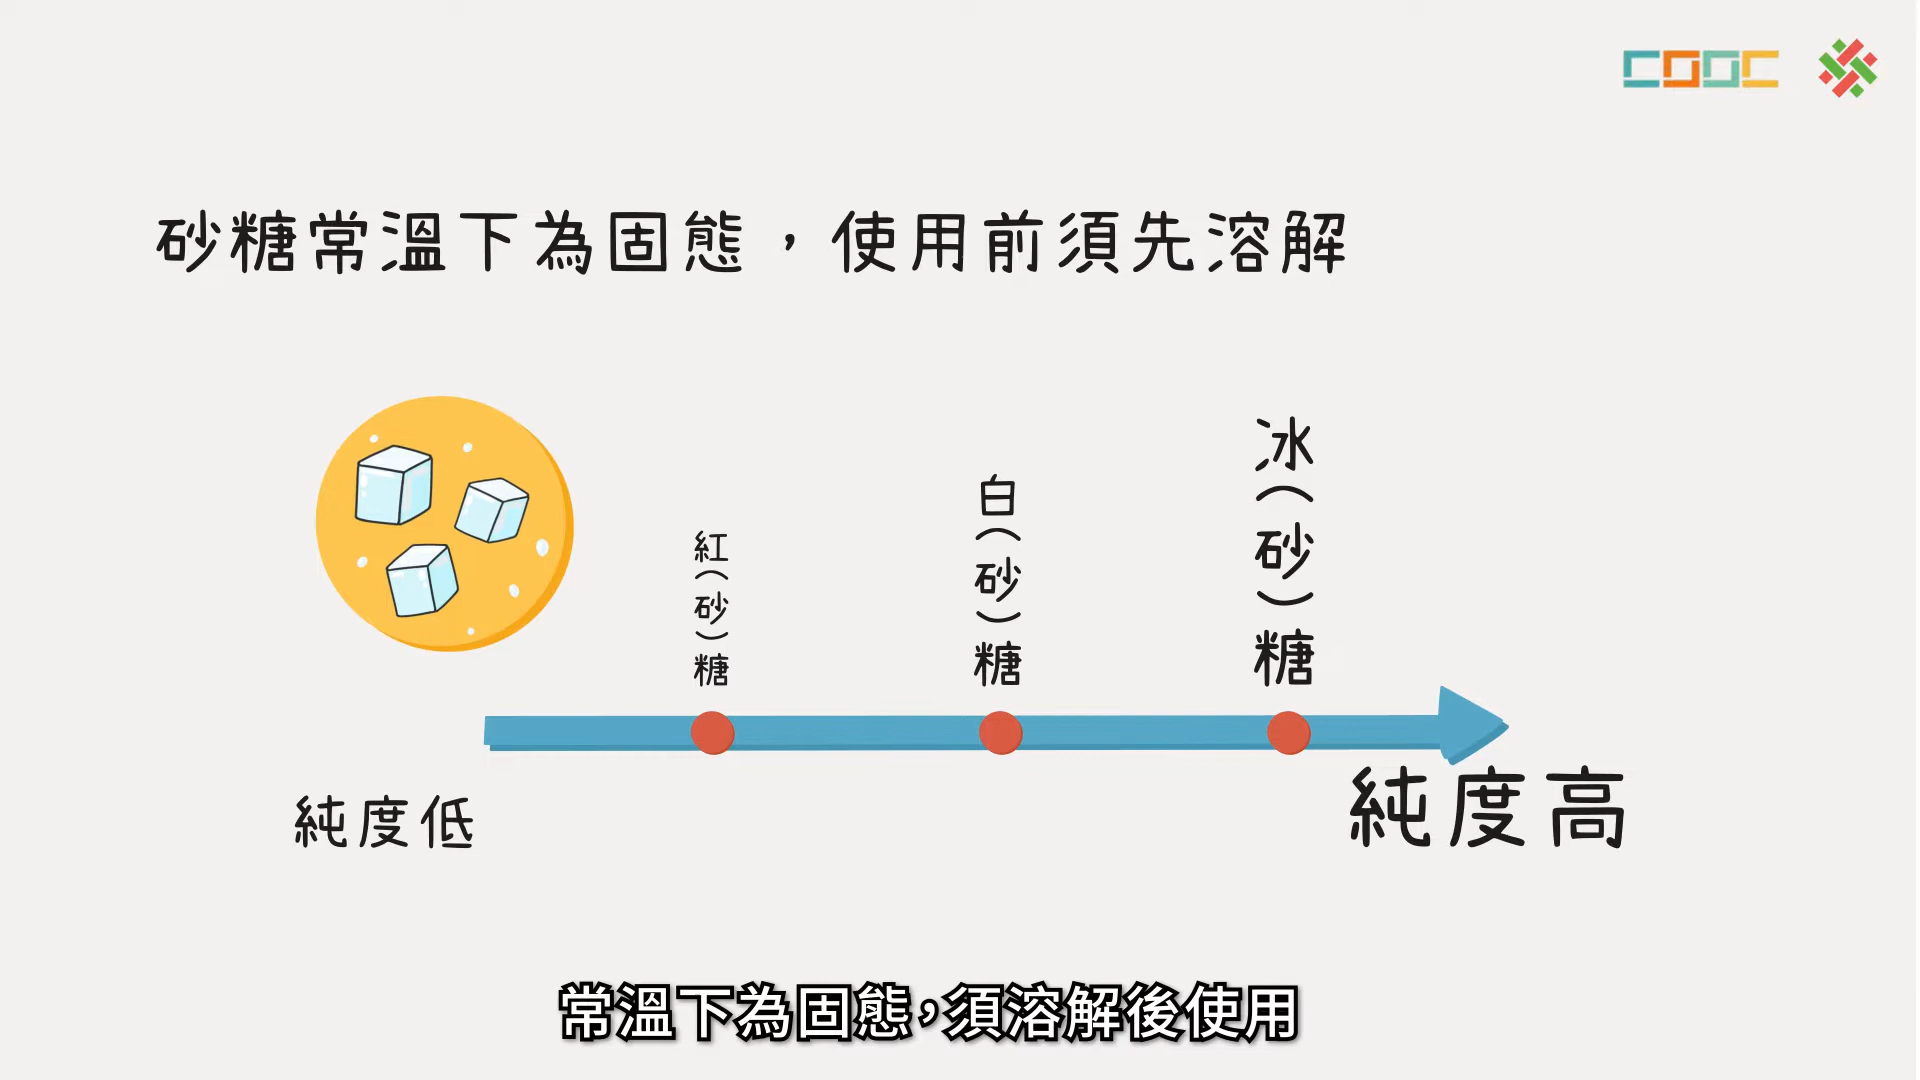 COOC
砂糖常溫下為固態，使用前須先溶解
紅(砂)糖
白(砂)糖
冰(砂)糖
純度低
純度高
常溫下為固態，須溶解後使用